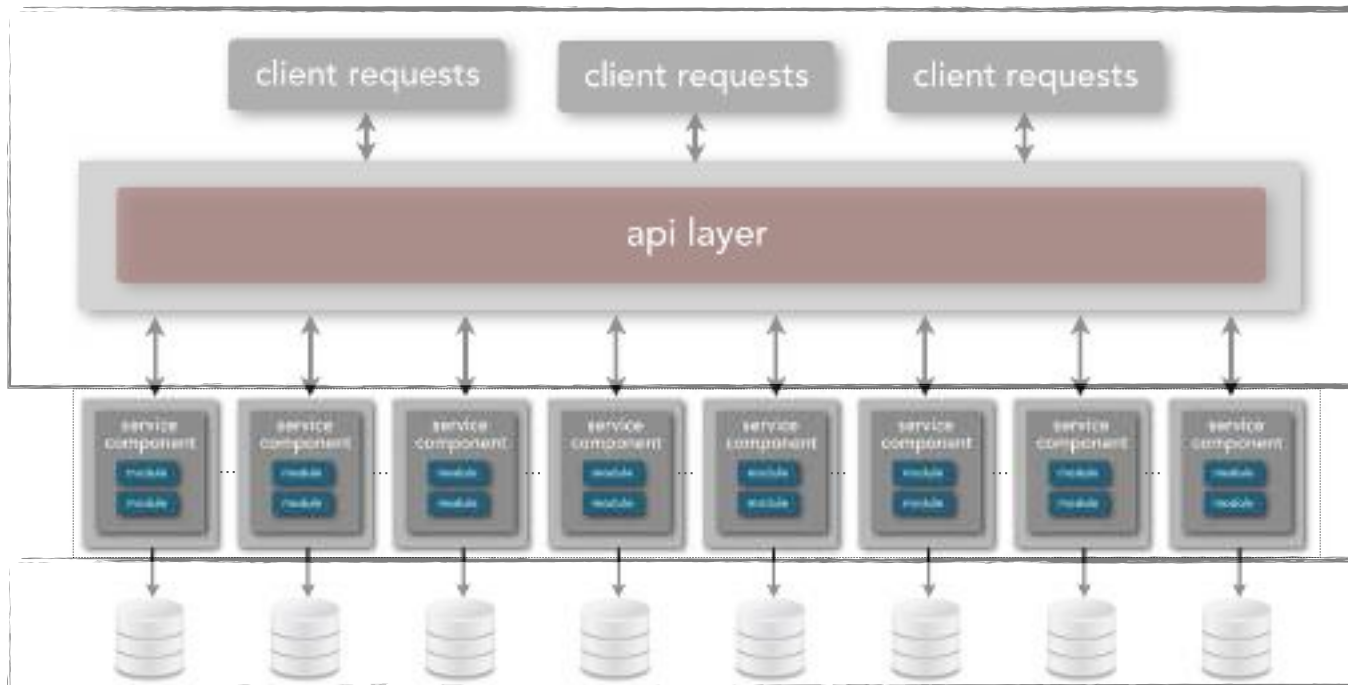 client requests
client requests
client requests
api layer
service
component
module
module
service
component
module
module
service
component
module
module
service
component
module
module
service
component
module
module
service
component
module
module
service
component
module
module
service
component
module
module